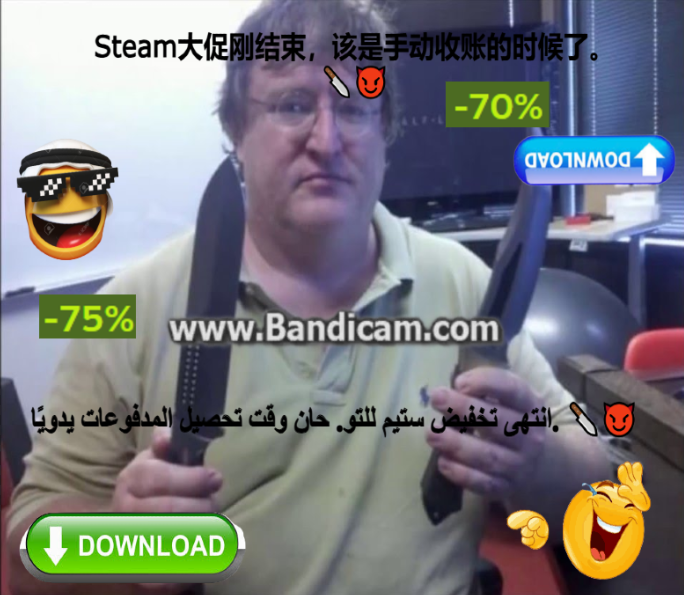 Steam大促刚结束，该是手动收账的时候了。
🔪😈
-70%
DOWNLOAD
-75%
www.Bandicam.com
انتهى تخفيض ستيم للتو. حان وقت تحصيل المدفوعات يدويًا. 🔪😈
DOWNLOAD